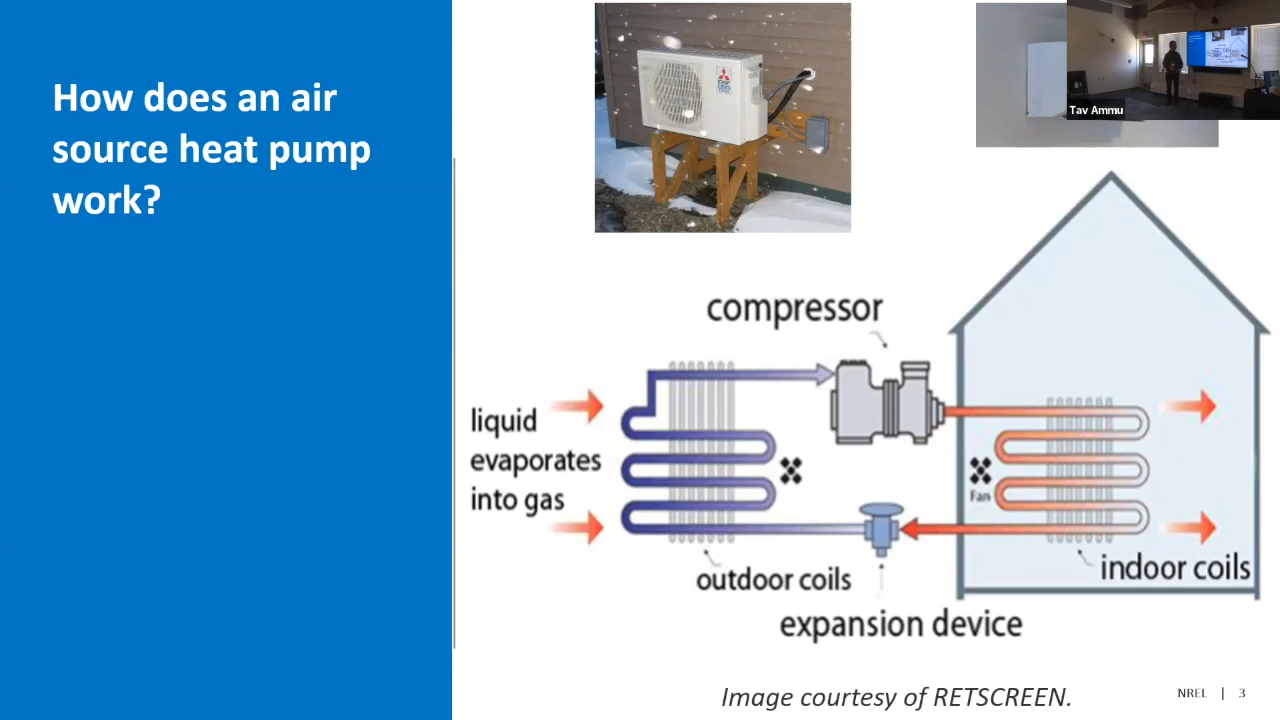 How does an air
source heat pump
work?
Tav Ammu
compressor
liquid
evaporates
into gas
Fan
outdoor coils
indoor coils
expansion device
Image courtesy of RETSCREEN.
NREL | 3